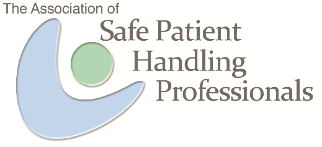 The Association of
Safe Patient
Handling
Professionals